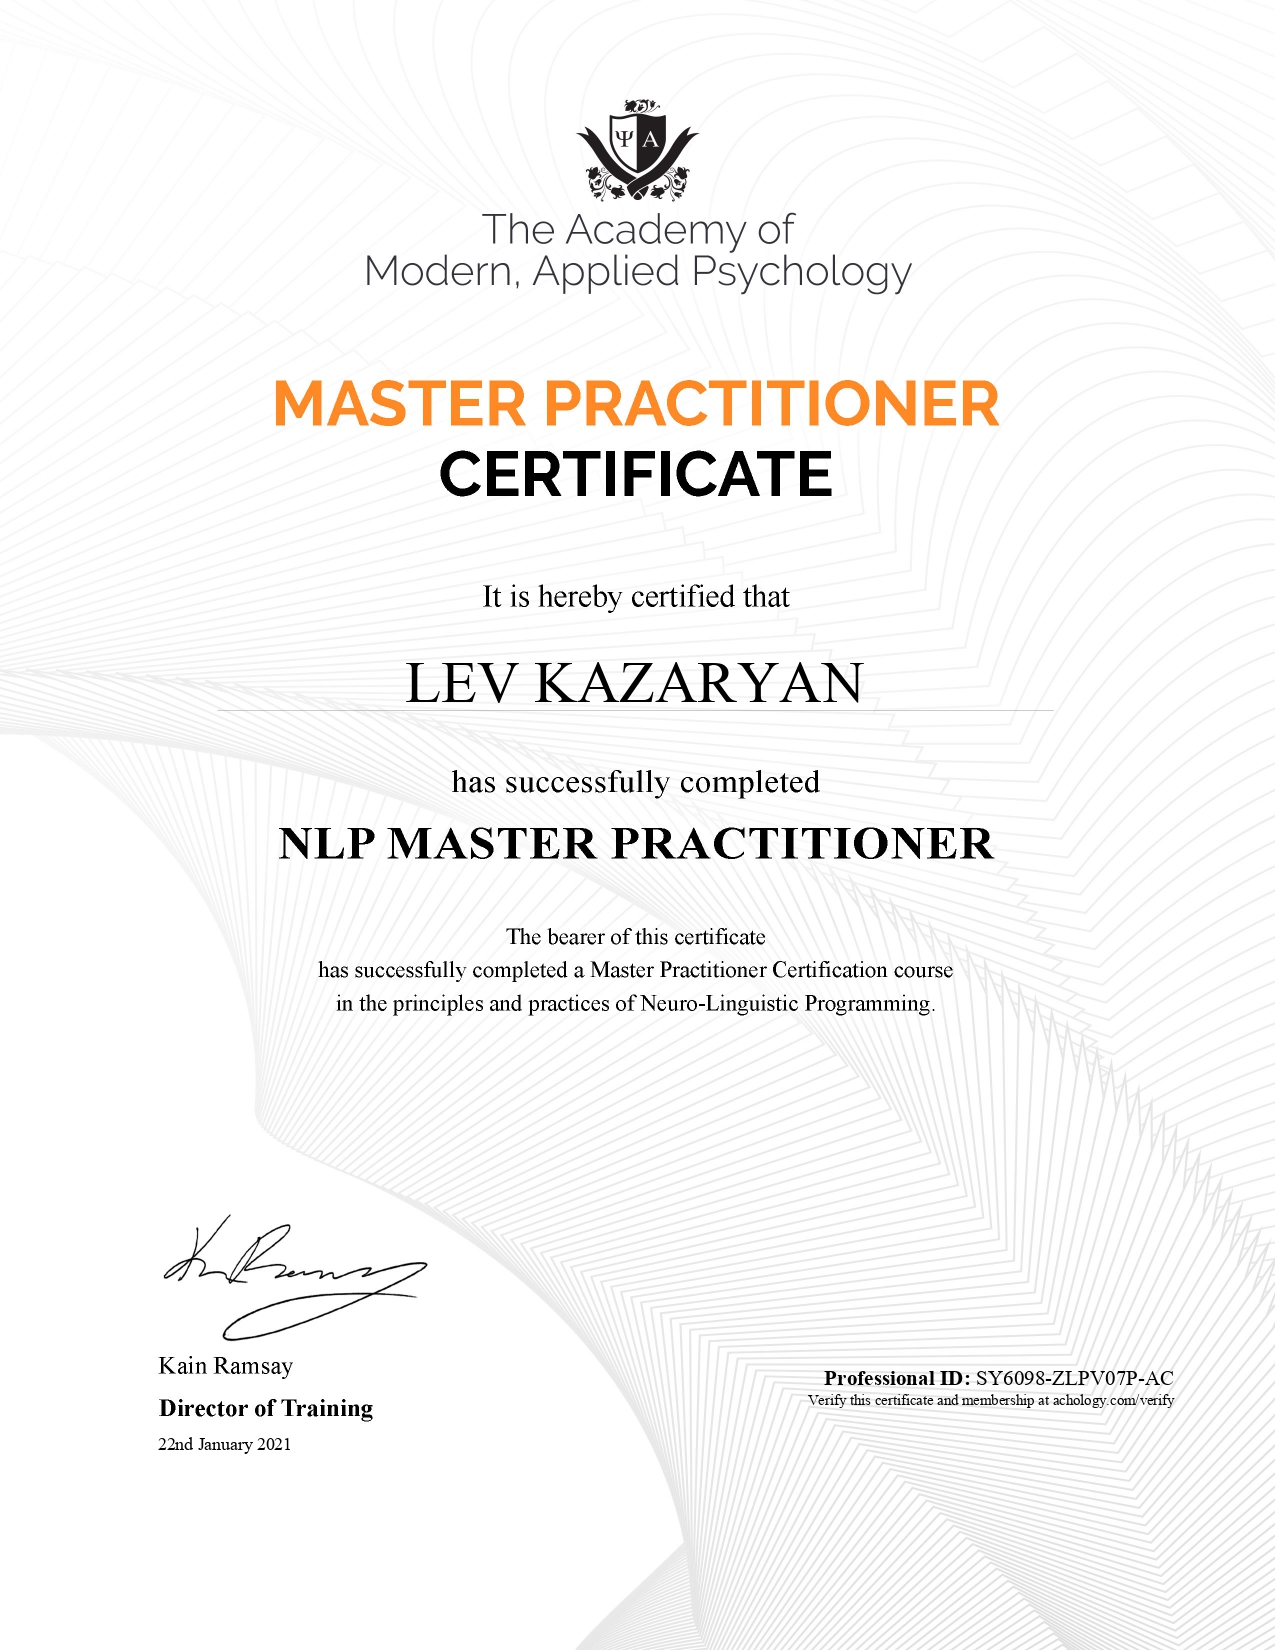 Ψ A
The Academy of
Modern, Applied Psychology
MASTER PRACTITIONER
CERTIFICATE
It is hereby certified that
LEV KAZARYAN
has successfully completed
NLP MASTER PRACTITIONER
The bearer of this certificate
has successfully completed a Master Practitioner Certification course
in the principles and practices of Neuro-Linguistic Programming.
Kain Ramsay
Director of Training
22nd January 2021
Professional ID: SY6098-ZLPV07P-AC
Verify this certificate and membership at achology.com/verify